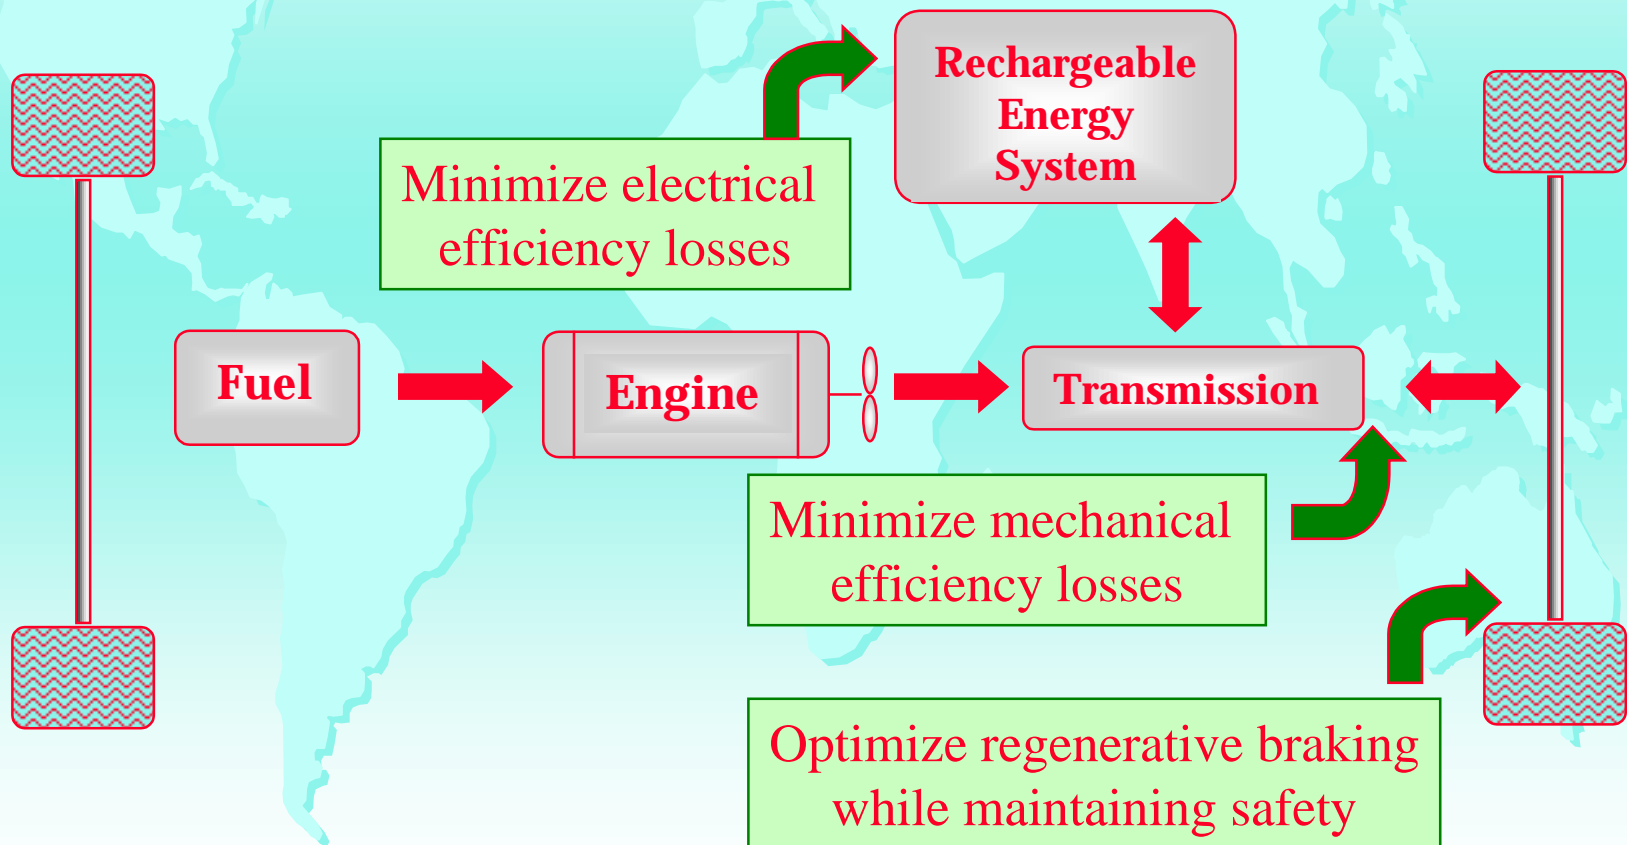 Rechargeable
Energy
System
Minimize electrical
efficiency losses
Fuel
Engine
Transmission
Minimize mechanical
efficiency losses
Optimize regenerative braking
while maintaining safety